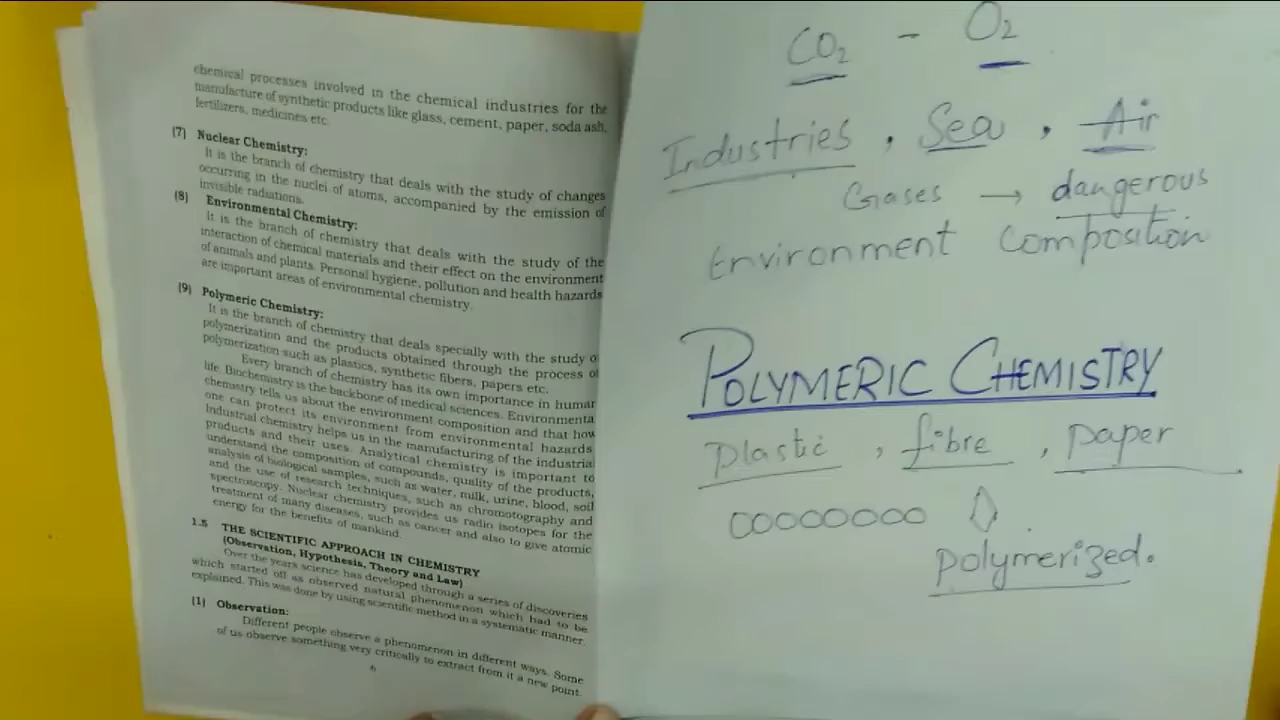 chemical processes involved in the chemical industries for the
manufacture of synthetic products like glass, cement, paper, soda ash,
fertilizers, medicines etc.
(7) Nuclear Chemistry:
It is the branch of chemistry that deals with the study of changes
occurring in the nuclei of atoms, accompanied by the emission of
invisible radiations.
(8) Environmental Chemistry:
It is the branch of chemistry that deals with the study of the
interaction of chemical materials and their effect on the environment
of animals and plants. Personal hygiene, pollution and health hazards
are important areas of environmental chemistry.
(9) Polymeric Chemistry:
It is the branch of chemistry that deals specially with the study o
polymerization and the products obtained through the process of
polymerization such as plastics, synthetic fibers, papers etc.
Every branch of chemistry has its own importance in human
life. Biochemistry is the backbone of medical sciences. Environmenta
chemistry tells us about the environment composition and that how
one can protect its environment from environmental hazards
Industrial chemistry helps us in the manufacturing of the industrial
products and their uses. Analytical chemistry is important to
understand the composition of compounds, quality of the products,
analysis of biological samples, such as water, milk, urine, blood, soil
and the use of research techniques, such as chromotography and
spectroscopy. Nuclear chemistry provides us radio isotopes for the
treatment of many diseases, such as cancer and also to give atomic
energy for the benefits of mankind.
1.5 THE SCIENTIFIC APPROACH IN CHEMISTRY
(Observation, Hypothesis, Theory and Law)
Over the years science has developed through a series of discoveries
which started off as observed natural phenomenon which had to be
explained. This was done by using scientific method in a systematic manner.
(1) Observation:
Different people observe a phenomenon in different ways. Some
of us observe something very critically to extract from it a new point.
6
CO₂ - O₂
Industries, Sea, Air
Gases → dangerous
Environment Composition
POLYMERIC CHEMISTRY
Plastic, fibre, paper
polymerized.